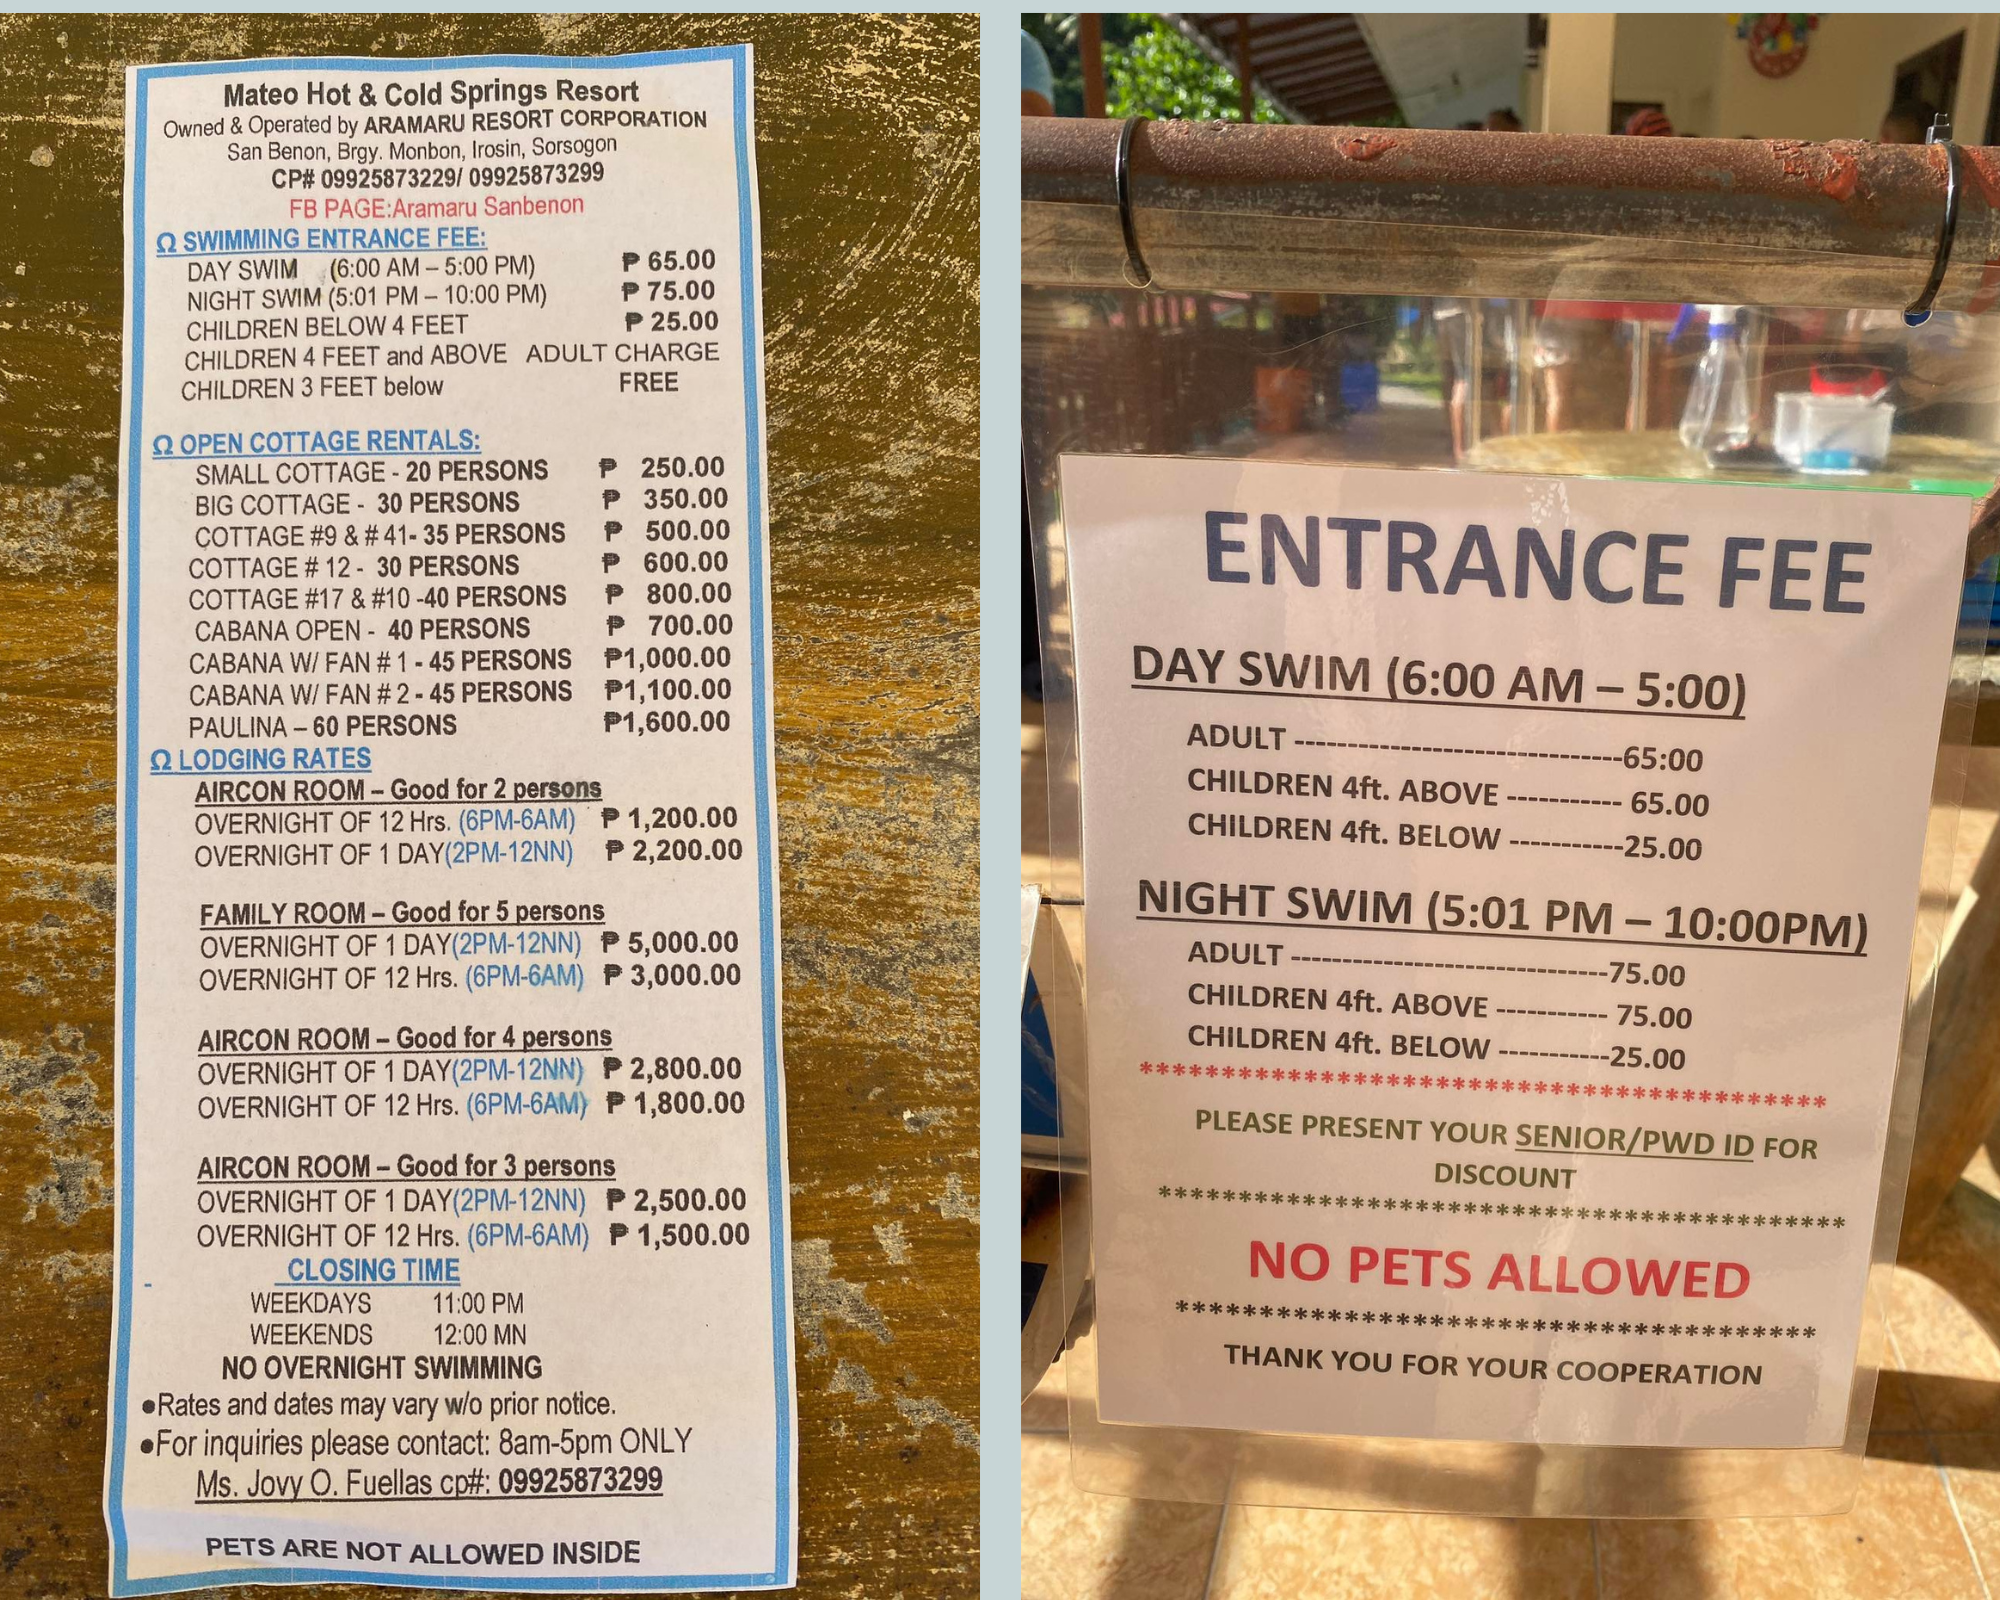 Mateo Hot & Cold Springs Resort
Owned & Operated by ARAMARU RESORT CORPORATION
San Benon, Brgy. Monbon, Irosin, Sorsogon
CP# 09925873229/ 09925873299
FB PAGE:Aramaru Sanbenon
Ω SWIMMING ENTRANCE FEE:
DAY SWIM (6:00 AM – 5:00 PM) ₱ 65.00
NIGHT SWIM (5:01 PM – 10:00 PM) ₱ 75.00
CHILDREN BELOW 4 FEET ₱ 25.00
CHILDREN 4 FEET and ABOVE ADULT CHARGE
CHILDREN 3 FEET below FREE
Ω OPEN COTTAGE RENTALS:
SMALL COTTAGE - 20 PERSONS ₱ 250.00
BIG COTTAGE - 30 PERSONS ₱ 350.00
COTTAGE #9 & # 41- 35 PERSONS ₱ 500.00
COTTAGE # 12 - 30 PERSONS ₱ 600.00
COTTAGE #17 & #10 -40 PERSONS ₱ 800.00
CABANA OPEN - 40 PERSONS ₱ 700.00
CABANA W/ FAN # 1 - 45 PERSONS ₱1,000.00
CABANA W/ FAN # 2 - 45 PERSONS ₱1,100.00
PAULINA – 60 PERSONS ₱1,600.00
Ω LODGING RATES
AIRCON ROOM – Good for 2 persons
OVERNIGHT OF 12 Hrs. (6PM-6AM) ₱ 1,200.00
OVERNIGHT OF 1 DAY(2PM-12NN) ₱ 2,200.00
FAMILY ROOM – Good for 5 persons
OVERNIGHT OF 1 DAY(2PM-12NN) ₱ 5,000.00
OVERNIGHT OF 12 Hrs. (6PM-6AM) ₱ 3,000.00
AIRCON ROOM – Good for 4 persons
OVERNIGHT OF 1 DAY(2PM-12NN) ₱ 2,800.00
OVERNIGHT OF 12 Hrs. (6PM-6AM) ₱ 1,800.00
AIRCON ROOM – Good for 3 persons
OVERNIGHT OF 1 DAY(2PM-12NN) ₱ 2,500.00
OVERNIGHT OF 12 Hrs. (6PM-6AM) ₱ 1,500.00
CLOSING TIME
WEEKDAYS 11:00 PM
WEEKENDS 12:00 MN
NO OVERNIGHT SWIMMING
●Rates and dates may vary w/o prior notice.
●For inquiries please contact: 8am-5pm ONLY
Ms. Jovy O. Fuellas cp#: 09925873299
PETS ARE NOT ALLOWED INSIDE
ENTRANCE FEE
DAY SWIM (6:00 AM – 5:00)
ADULT -------------------------------65:00
CHILDREN 4ft. ABOVE ----------- 65.00
CHILDREN 4ft. BELOW -----------25.00
NIGHT SWIM (5:01 PM – 10:00PM)
ADULT ------------------------------75.00
CHILDREN 4ft. ABOVE ----------- 75.00
CHILDREN 4ft. BELOW -----------25.00
*******************************************
PLEASE PRESENT YOUR SENIOR/PWD ID FOR
DISCOUNT
*******************************************
NO PETS ALLOWED
****************************************
THANK YOU FOR YOUR COOPERATION